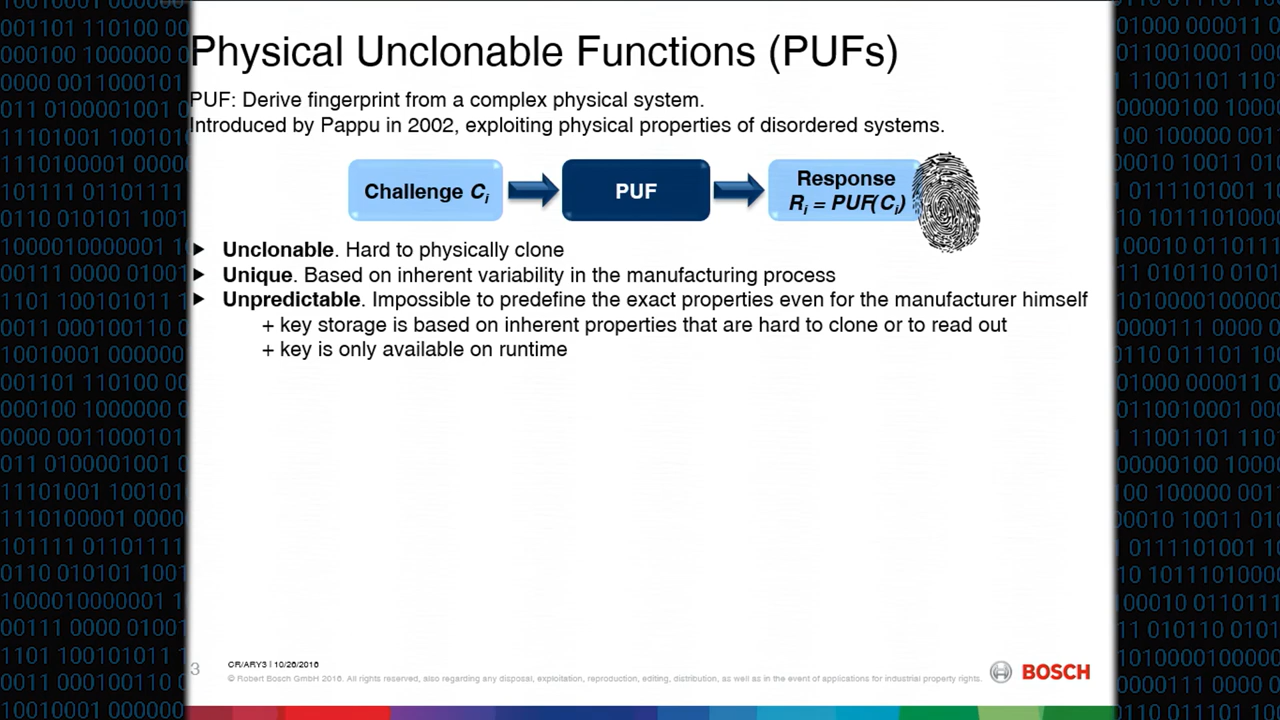 Physical Unclonable Functions (PUFs)
PUF: Derive fingerprint from a complex physical system.
Introduced by Pappu in 2002, exploiting physical properties of disordered systems.
Challenge Ci
PUF
Response
Ri = PUF(Ci)
Unclonable. Hard to physically clone
Unique. Based on inherent variability in the manufacturing process
Unpredictable. Impossible to predefine the exact properties even for the manufacturer himself
+ key storage is based on inherent properties that are hard to clone or to read out
+ key is only available on runtime
3
CR/ARY3 | 10/26/2016
© Robert Bosch GmbH 2016. All rights reserved, also regarding any disposal, exploitation, reproduction, editing, distribution, as well as in the event of applications for industrial property rights.
BOSCH